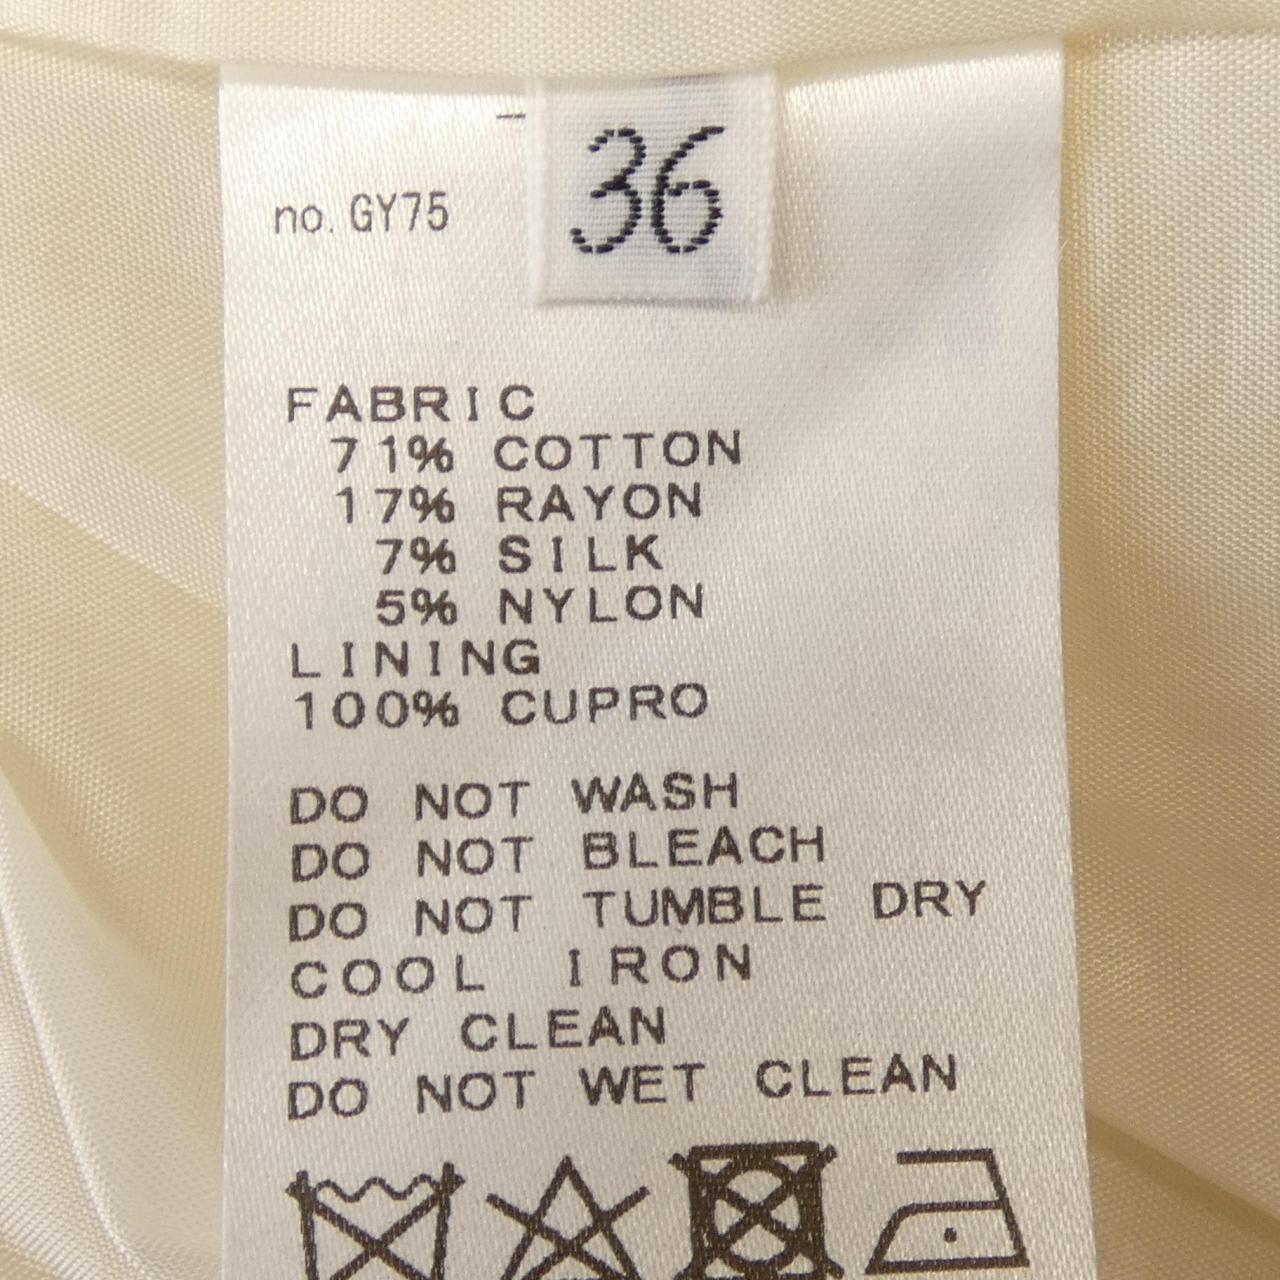 36
no. GY75
FABRIC
71% COTTON
17% RAYON
7% SILK
5% NYLON
LINING
100% CUPRO
DO NOT WASH
DO NOT BLEACH
DO NOT TUMBLE DRY
COOL IRON
DRY CLEAN
DO NOT WET CLEAN